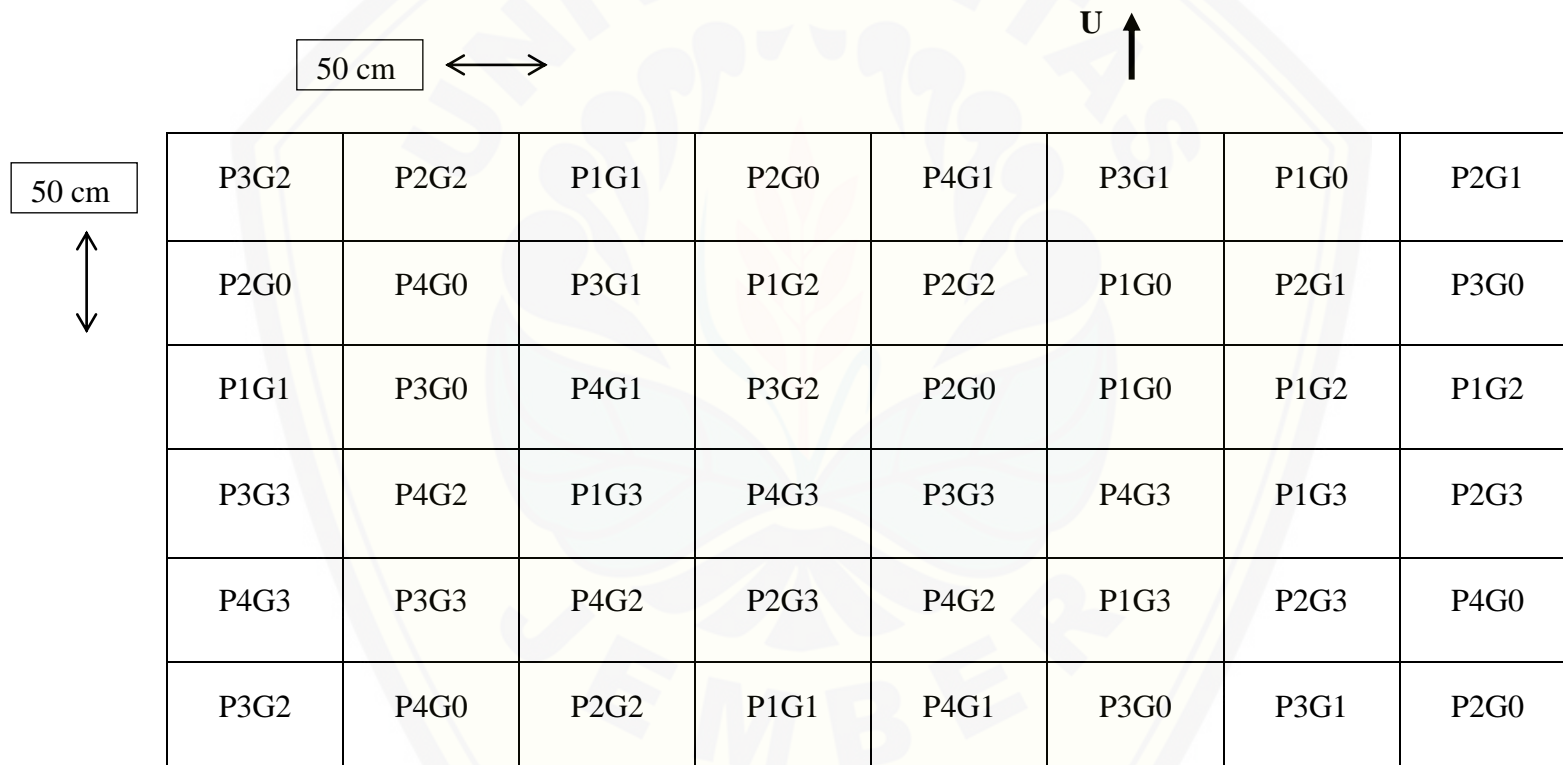 U
50 cm
50 cm
P3G2 P2G2 P1G1 P2G0 P4G1 P3G1 P1G0 P2G1
P2G0 P4G0 P3G1 P1G2 P2G2 P1G0 P2G1 P3G0
P1G1 P3G0 P4G1 P3G2 P2G0 P1G0 P1G2 P1G2
P3G3 P4G2 P1G3 P4G3 P3G3 P4G3 P1G3 P2G3
P4G3 P3G3 P4G2 P2G3 P4G2 P1G3 P2G3 P4G0
P3G2 P4G0 P2G2 P1G1 P4G1 P3G0 P3G1 P2G0
JEMBER